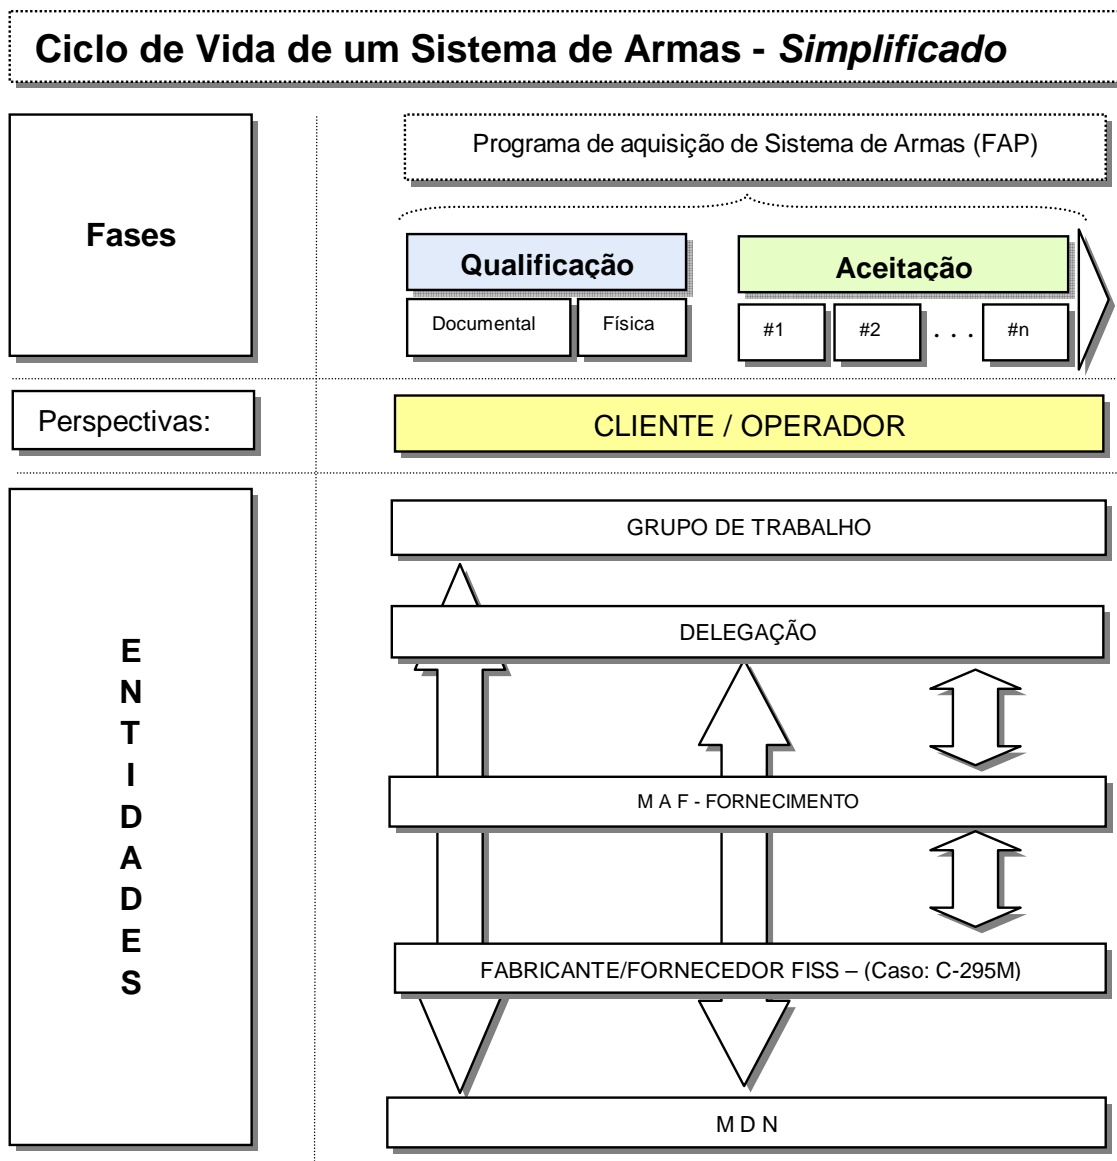 Ciclo de Vida de um Sistema de Armas - Simplificado
Fases
Programa de aquisição de Sistema de Armas (FAP)
Qualificação
Aceitação
Documental
Física
#1
#2
. . .
#n
Perspectivas:
CLIENTE / OPERADOR
E
N
T
I
D
A
D
E
S
GRUPO DE TRABALHO
DELEGAÇÃO
M A F - FORNECIMENTO
FABRICANTE/FORNECEDOR FISS – (Caso: C-295M)
M D N